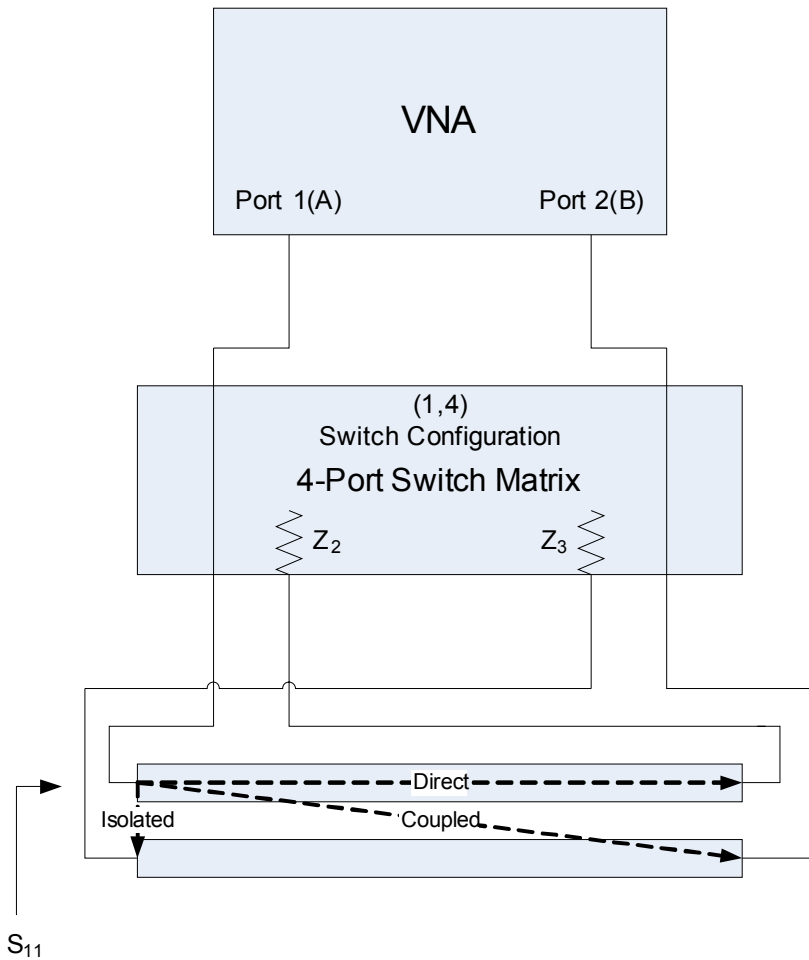 VNA
Port 1(A)
Port 2(B)
(1,4)
Switch Configuration
4-Port Switch Matrix
Z2
Z3
Direct
Isolated
Coupled
S11